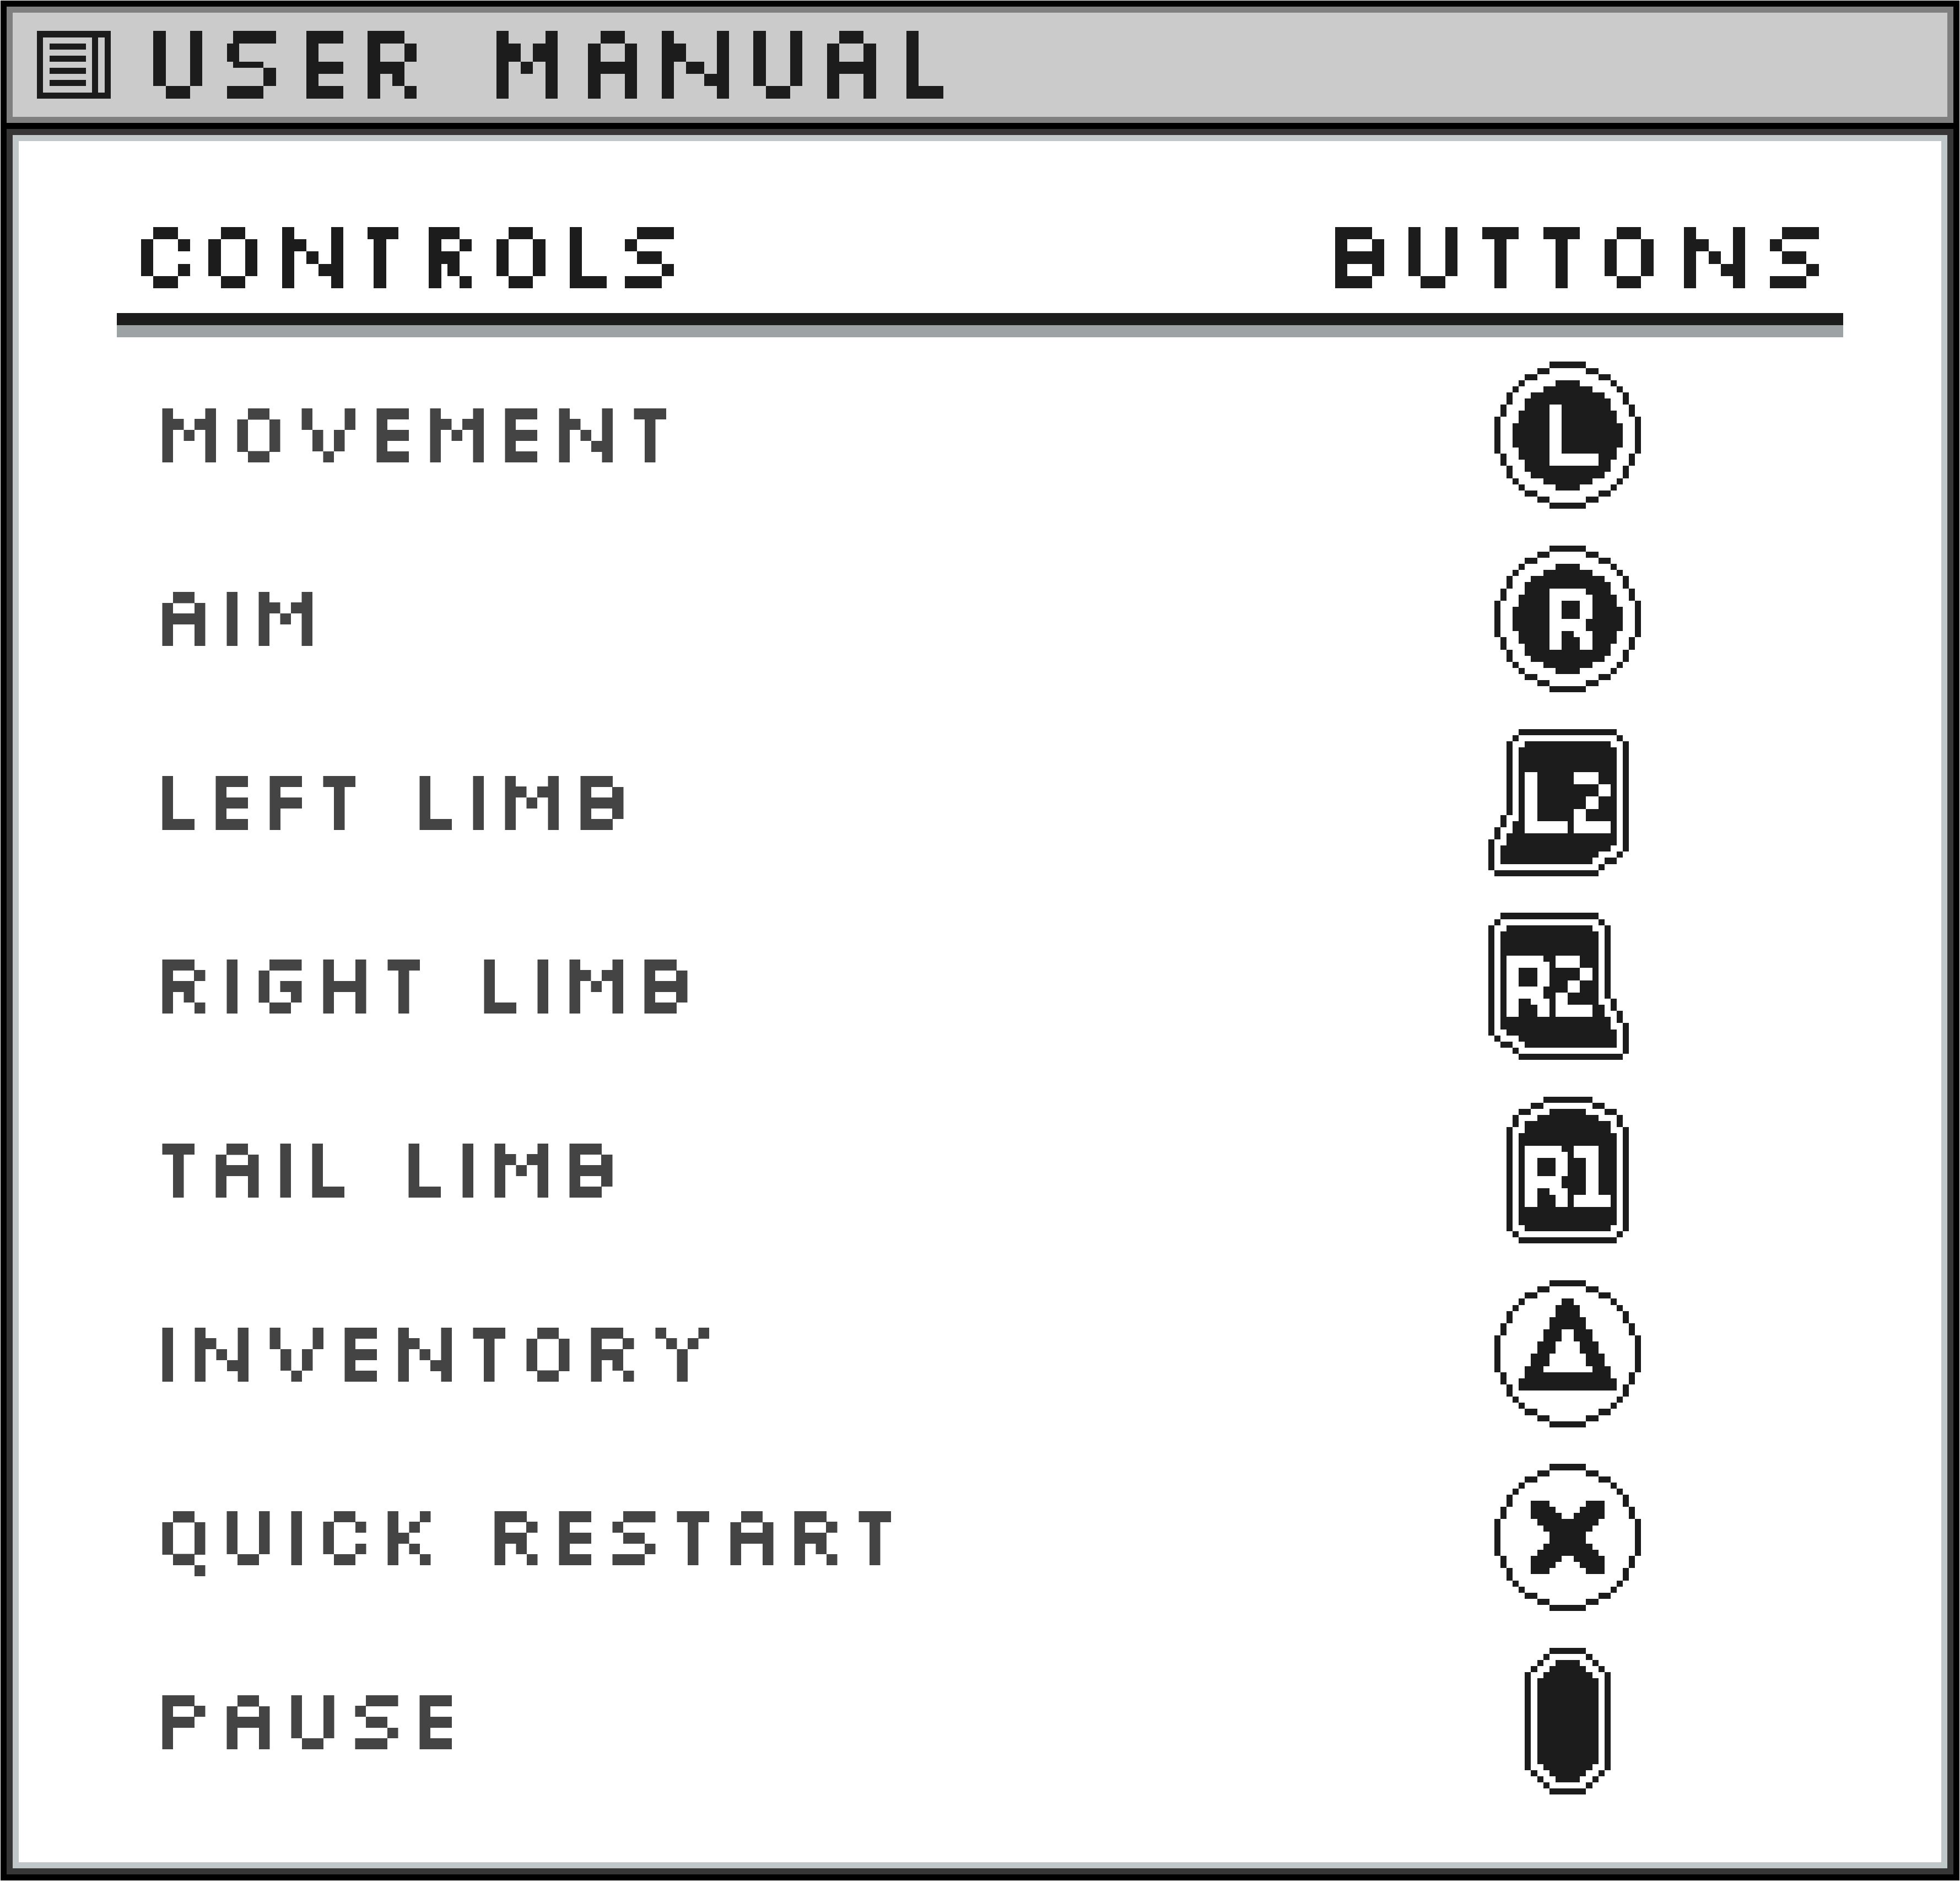 USER MANUAL
CONTROLS BUTTONS
MOVEMENT L
AIM R
LEFT LIMB L2
RIGHT LIMB R2
TAIL LIMB R1
INVENTORY
QUICK RESTART
PAUSE